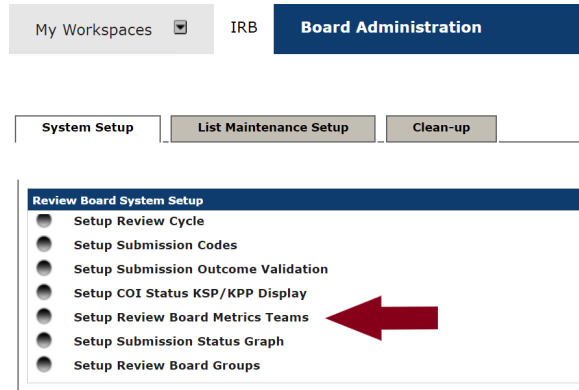 My Workspaces IRB Board Administration
System Setup List Maintenance Setup Clean-up
Review Board System Setup
Setup Review Cycle
Setup Submission Codes
Setup Submission Outcome Validation
Setup COI Status KSP/KPP Display
Setup Review Board Metrics Teams
Setup Submission Status Graph
Setup Review Board Groups